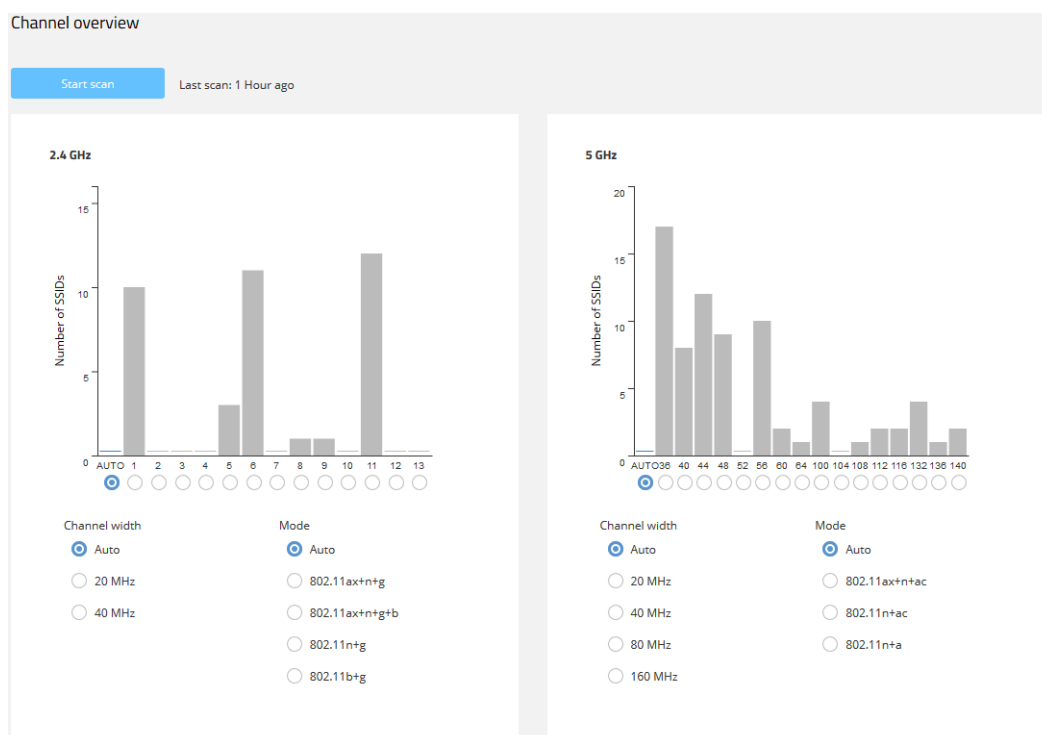 Channel overview
Start scan
Last scan: 1 Hour ago
2.4 GHz
15
10
5
0
Number of SSIDs
AUTO 1 2 3 4 5 6 7 8 9 10 11 12 13
Channel width
Auto
20 MHz
40 MHz
Mode
Auto
802.11ax+n+g
802.11ax+n+g+b
802.11n+g
802.11b+g
5 GHz
20
15
10
5
0
Number of SSIDs
AUTO36 40 44 48 52 56 60 64 100 104 108 112 116 132 136 140
Channel width
Auto
20 MHz
40 MHz
80 MHz
160 MHz
Mode
Auto
802.11ax+n+ac
802.11n+ac
802.11n+a